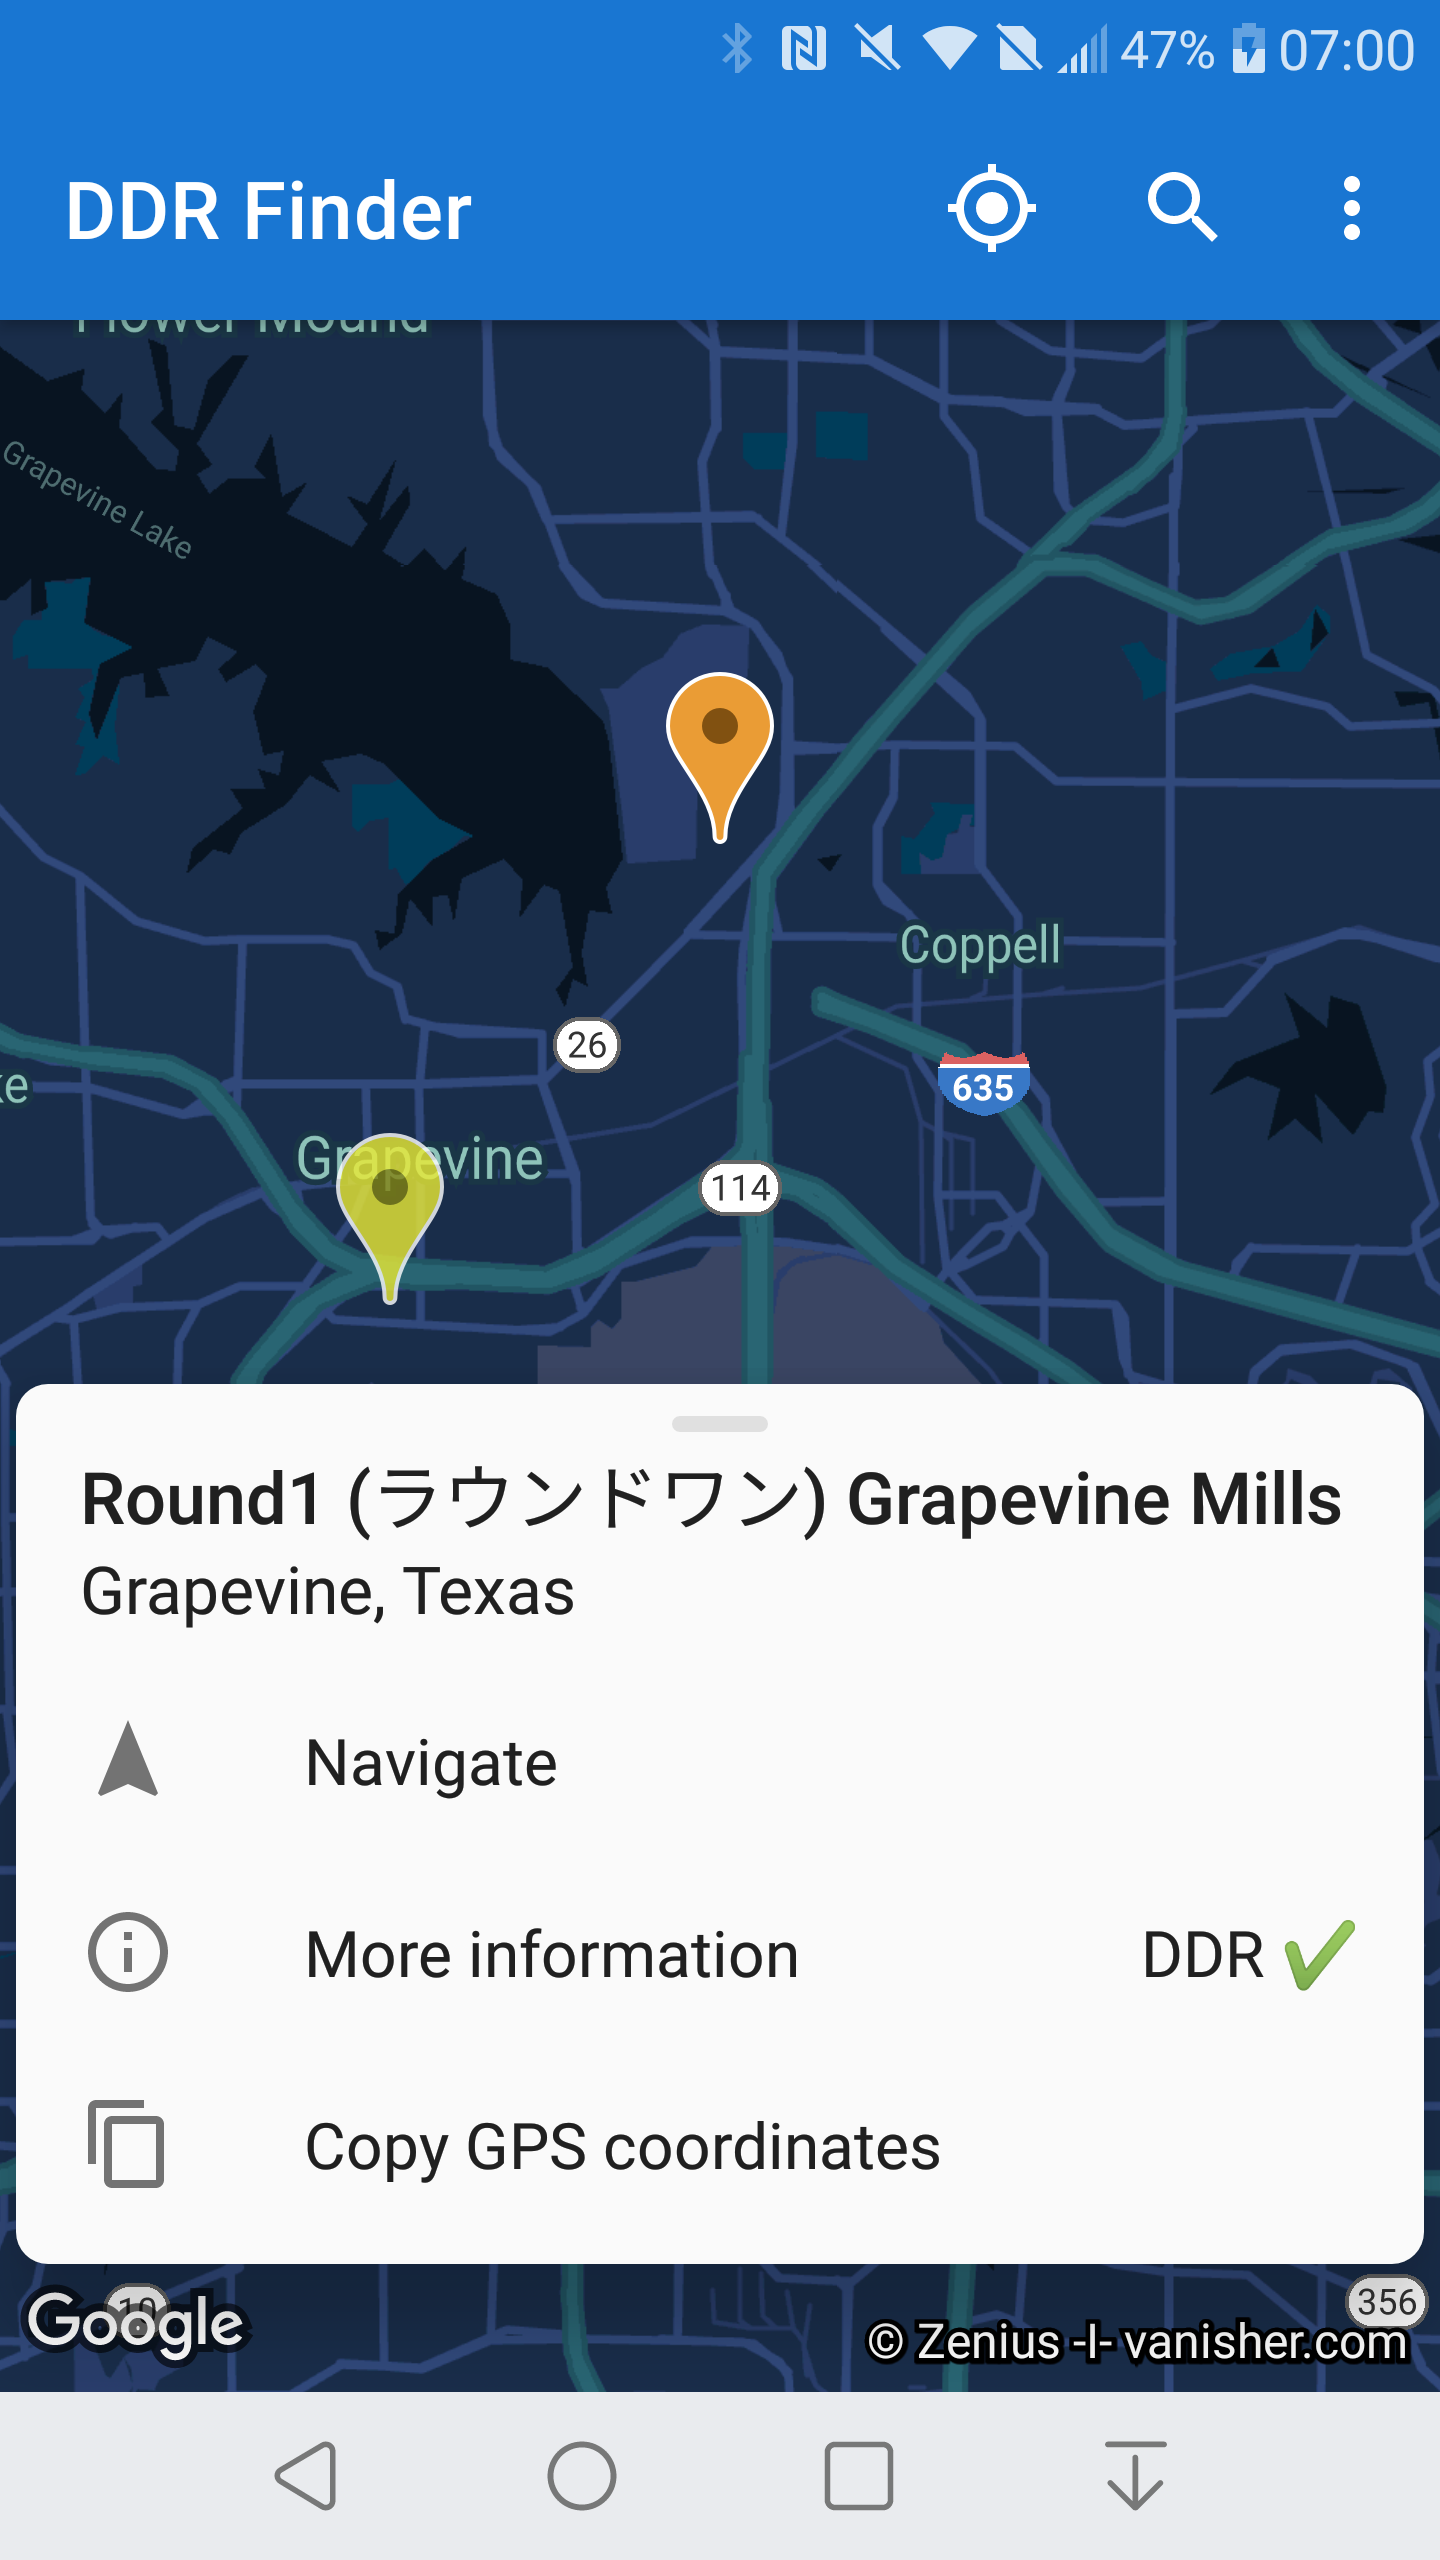 47% 07:00
DDR Finder
Flower Mound
Grapevine Lake
Coppell
26
635
ke
Grapevine
114
Round1 (ラウンドワン) Grapevine Mills
Grapevine, Texas
Navigate
More information DDR ✅
Copy GPS coordinates
10
Google
356
© Zenius -I- vanisher.com